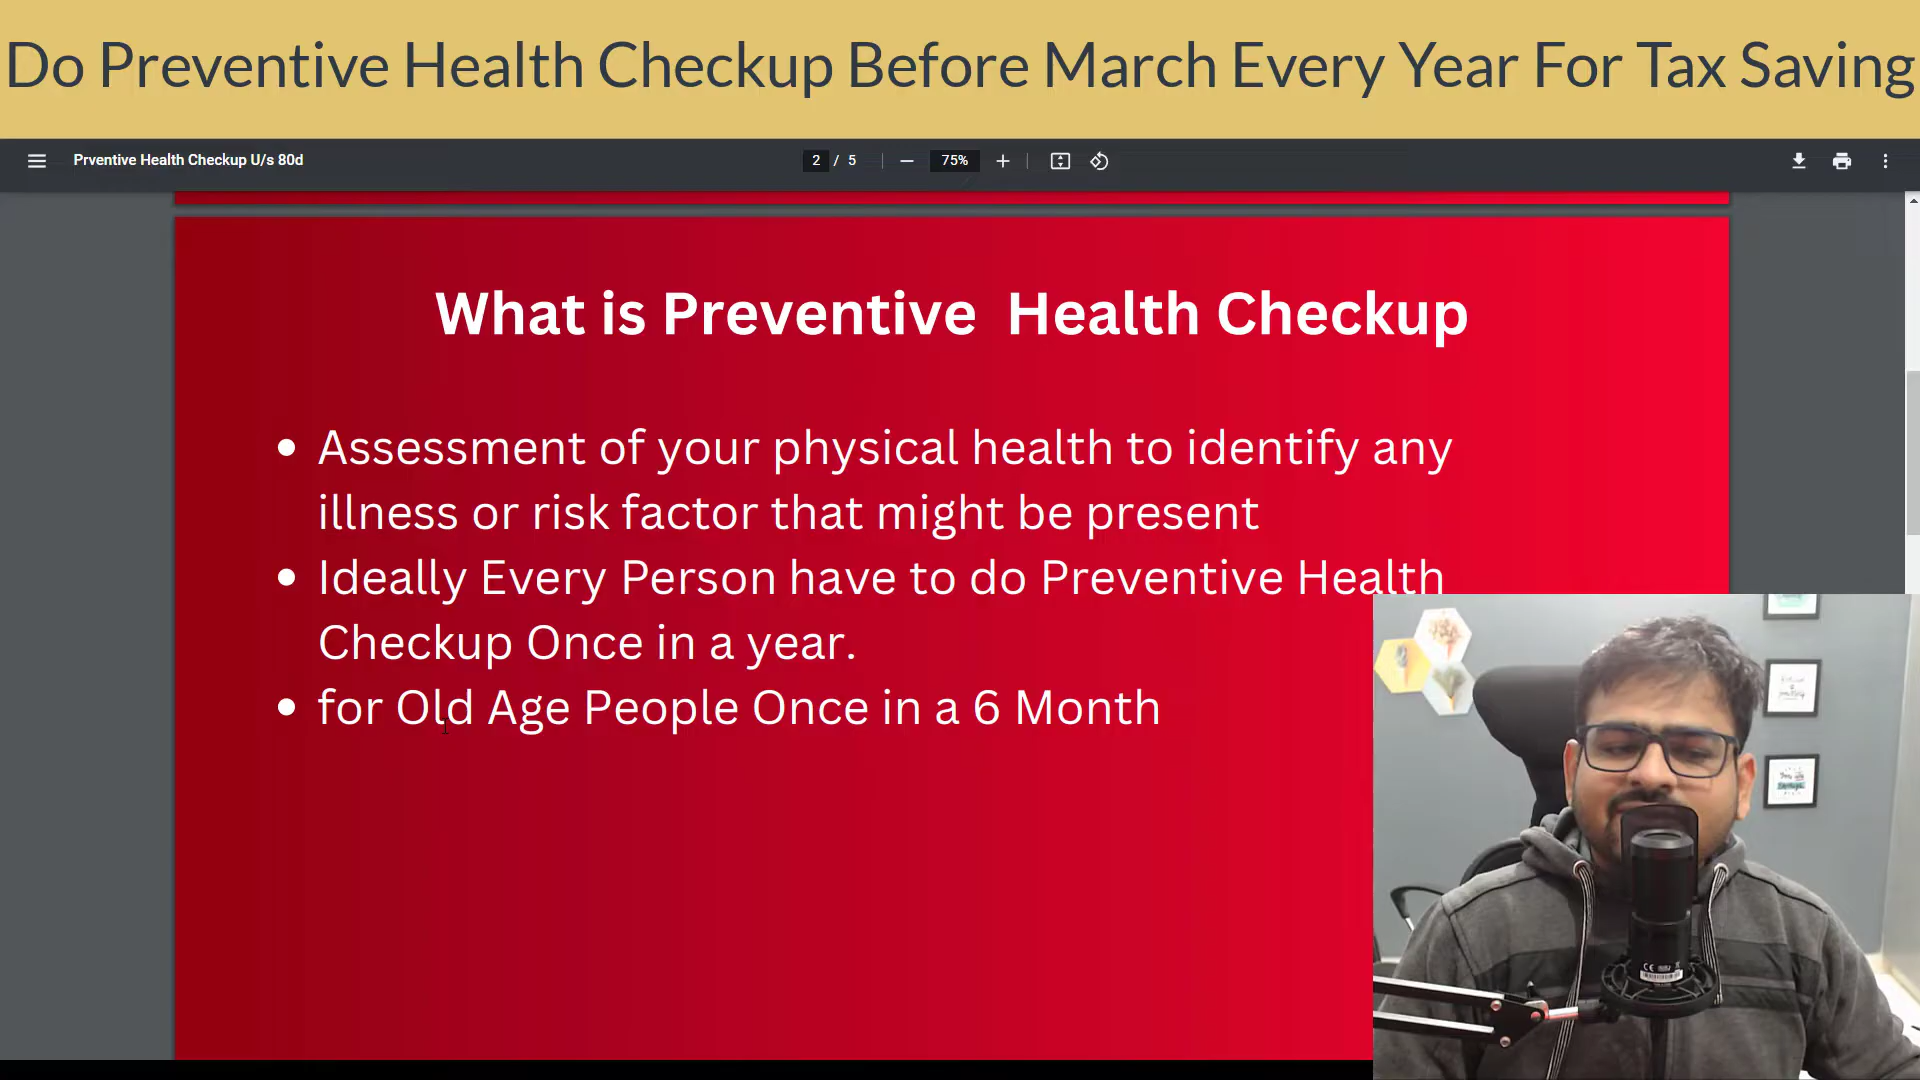 Do Preventive Health Checkup Before March Every Year For Tax Saving
Prventive Health Checkup U/s 80d
2 / 5
75%
What is Preventive Health Checkup
Assessment of your physical health to identify any
illness or risk factor that might be present
Ideally Every Person have to do Preventive Health
Checkup Once in a year.
for Old Age People Once in a 6 Month